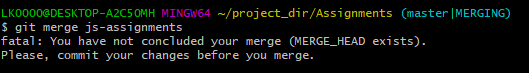 LKOOOO@DESKTOP-A2C5OMH MINGW64 ~/project_dir/Assignments (master|MERGING)
$ git merge js-assignments
fatal: You have not concluded your merge (MERGE_HEAD exists).
Please, commit your changes before you merge.